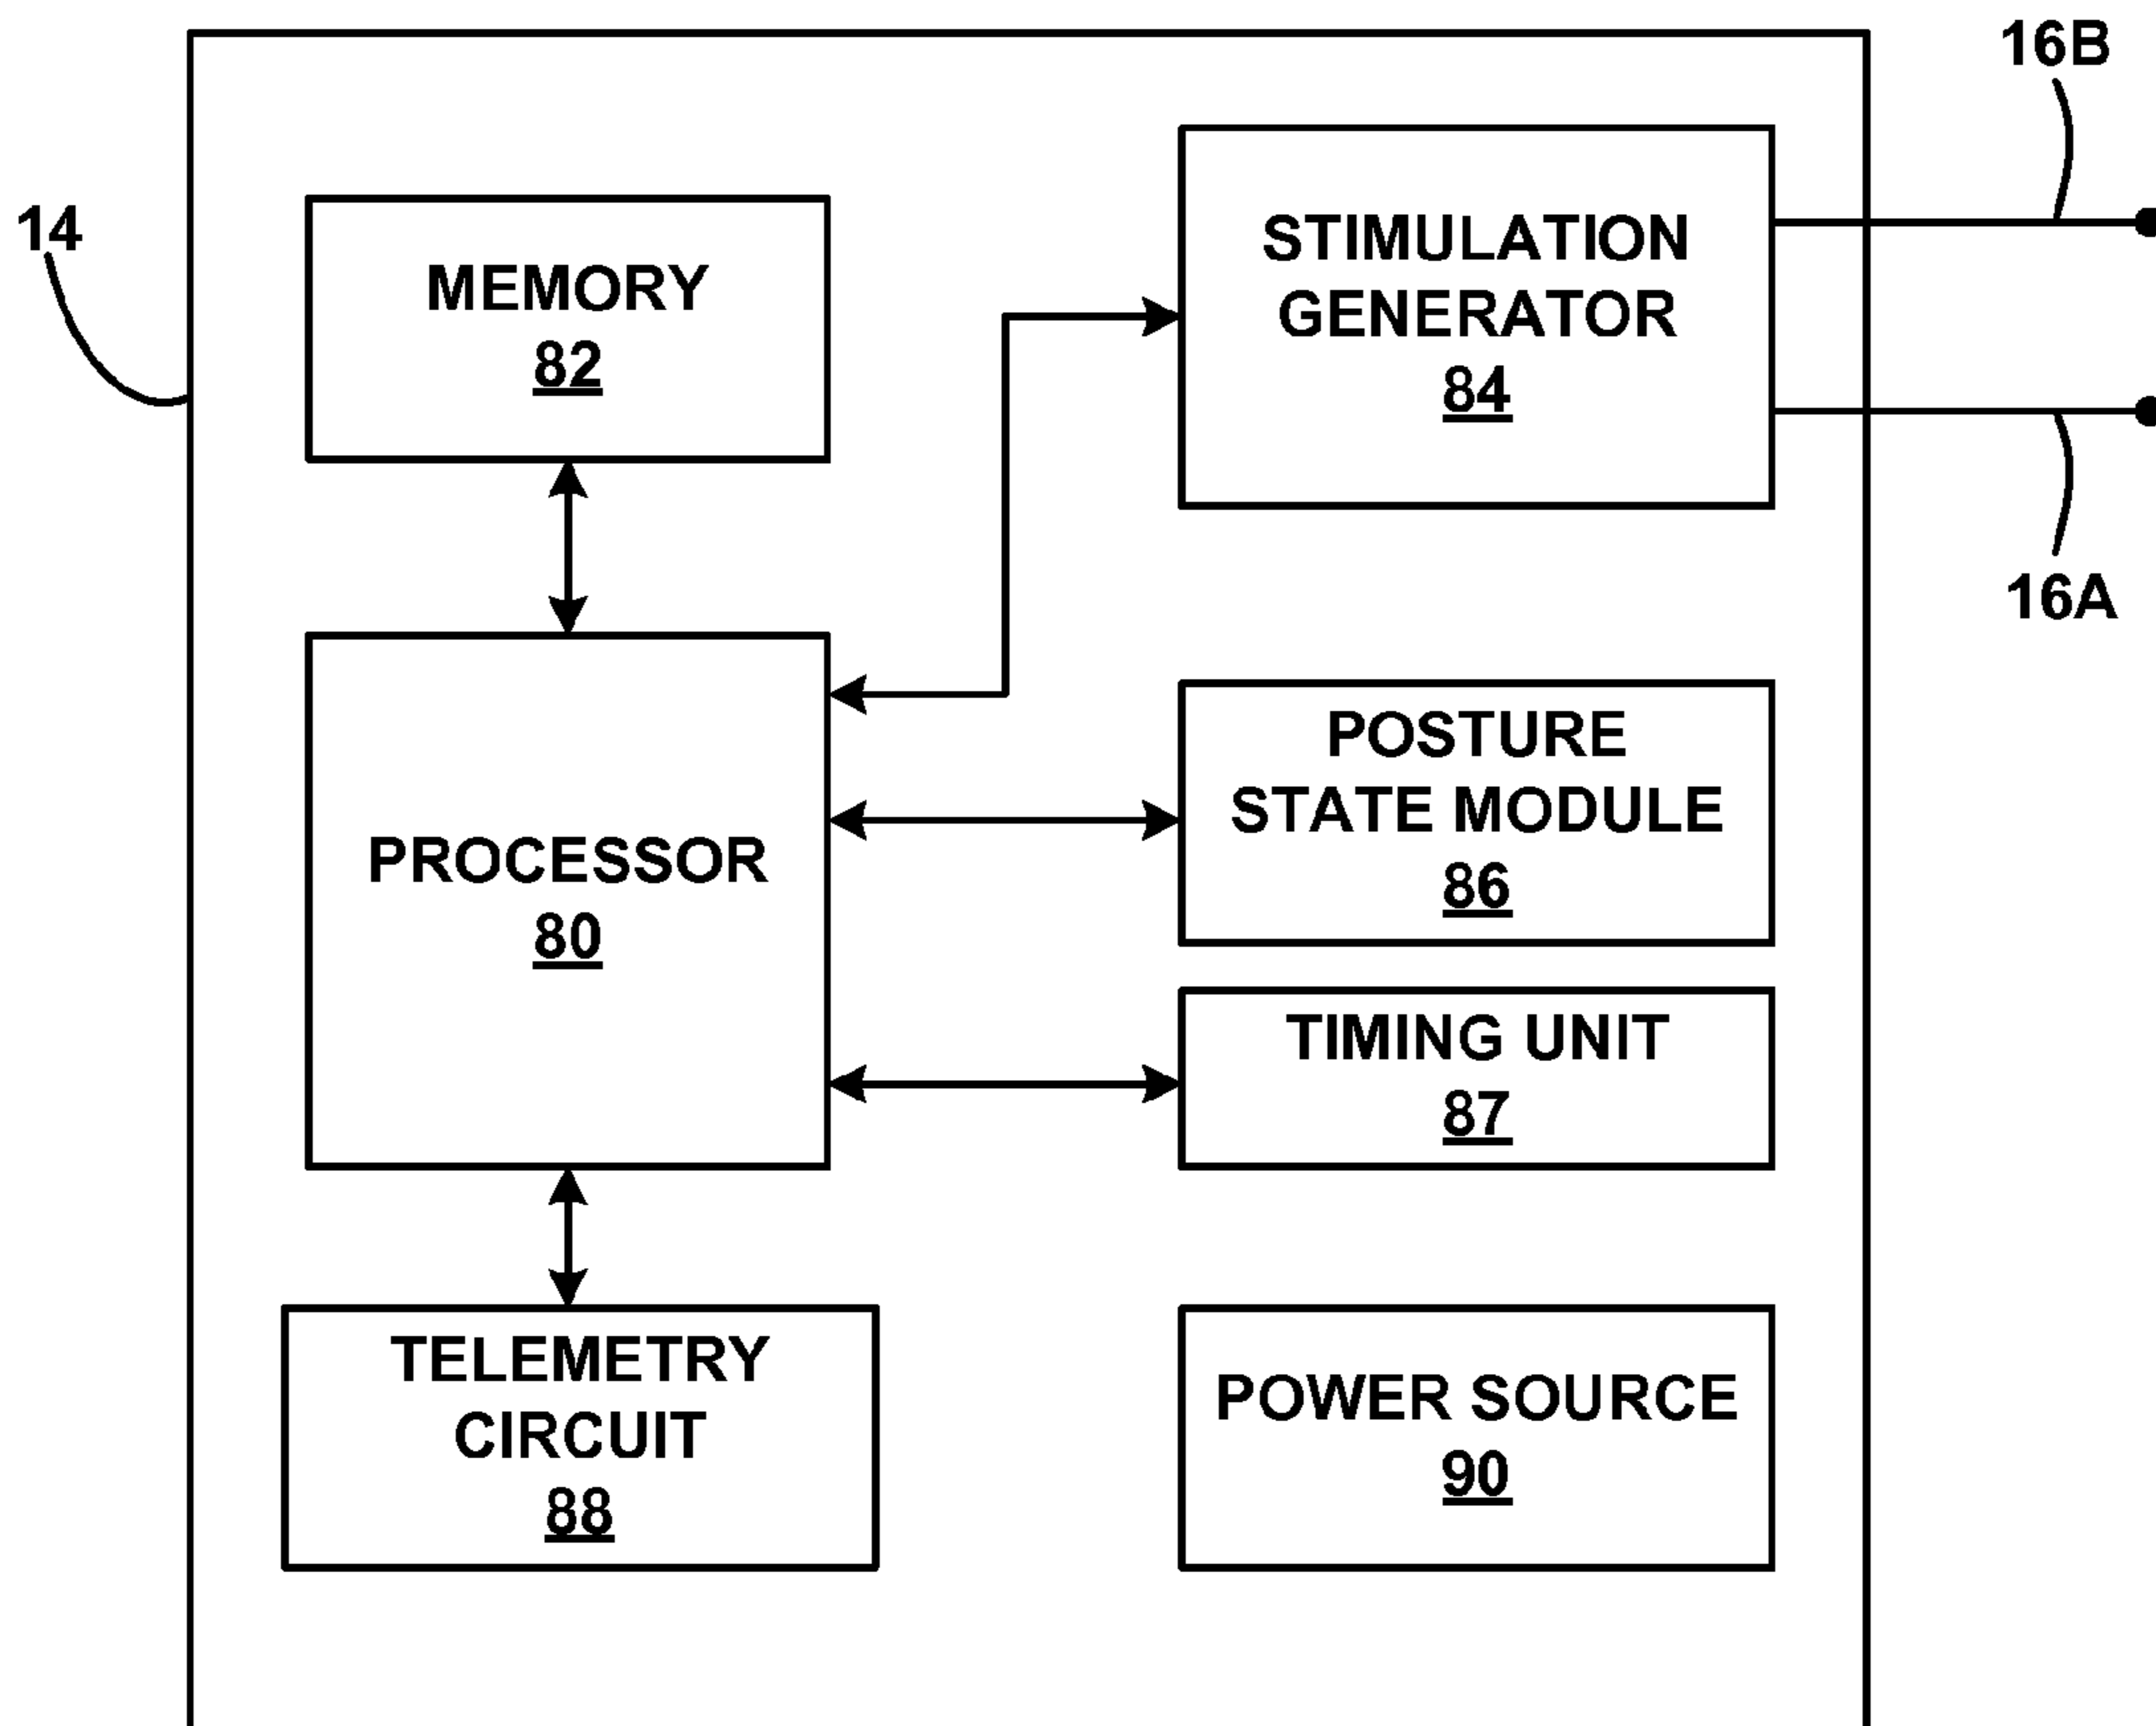 16B
14
MEMORY
82
STIMULATION
GENERATOR
84
16A
PROCESSOR
80
POSTURE
STATE MODULE
86
TIMING UNIT
87
TELEMETRY
CIRCUIT
88
POWER SOURCE
90